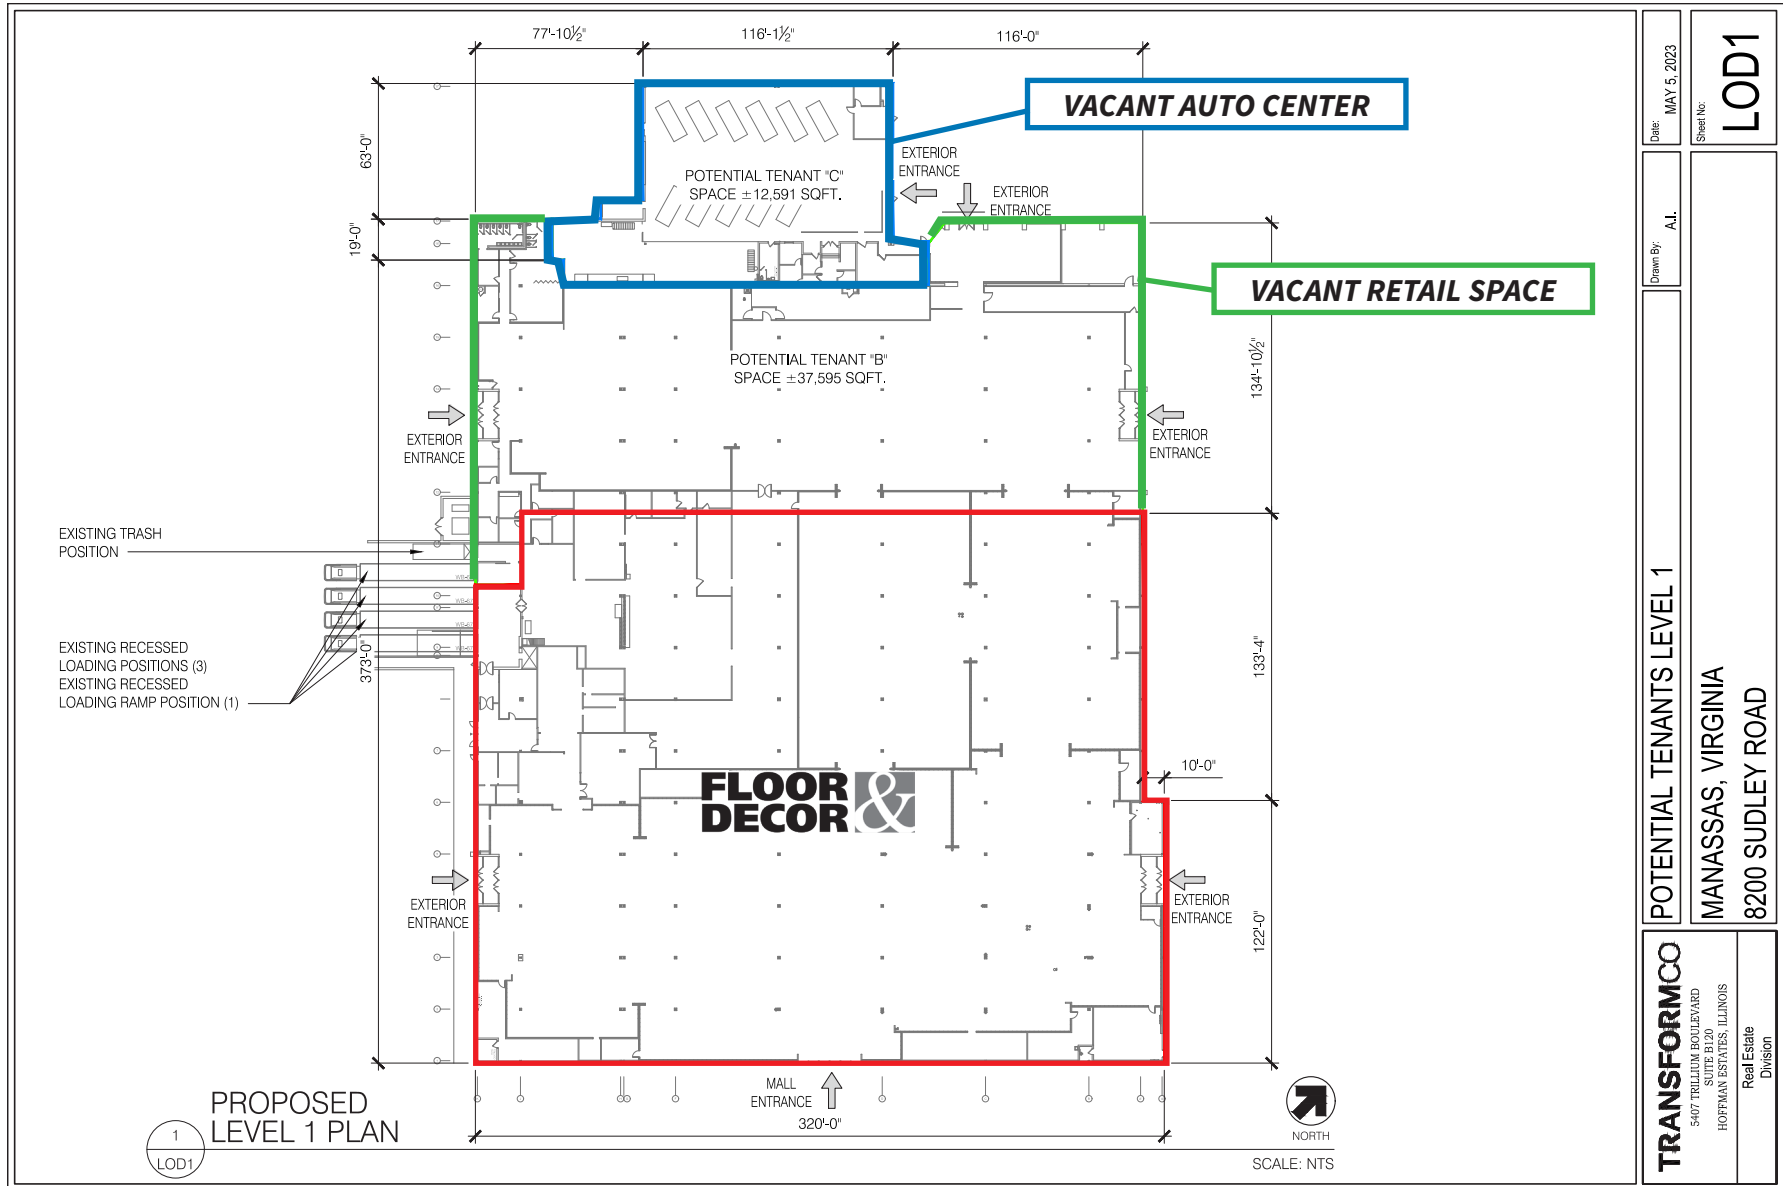 77'-10½"
116'-1½"
116'-0"
63'-0"
19'-0"
373'-0"
VACANT AUTO CENTER
EXTERIOR
ENTRANCE
EXTERIOR
ENTRANCE
POTENTIAL TENANT "C"
SPACE ±12,591 SQFT.
VACANT RETAIL SPACE
POTENTIAL TENANT "B"
SPACE ±37,595 SQFT.
134'-10½"
EXTERIOR
ENTRANCE
EXTERIOR
ENTRANCE
EXISTING TRASH
POSITION
EXISTING RECESSED
LOADING POSITIONS (3)
EXISTING RECESSED
LOADING RAMP POSITION (1)
133'-4"
10'-0"
FLOOR &
DECOR
EXTERIOR
ENTRANCE
EXTERIOR
ENTRANCE
122'-0"
MALL
ENTRANCE
320'-0"
PROPOSED
LEVEL 1 PLAN
1
LOD1
NORTH
SCALE: NTS
Date:
MAY 5, 2023
Sheet No:
LOD1
Drawn By:
A.I.
POTENTIAL TENANTS LEVEL 1
MANASSAS, VIRGINIA
8200 SUDLEY ROAD
TRANSFORMCO
5407 TRILLIUM BOULEVARD
SUITE B120
HOFFMAN ESTATES, ILLINOIS
Real Estate
Division